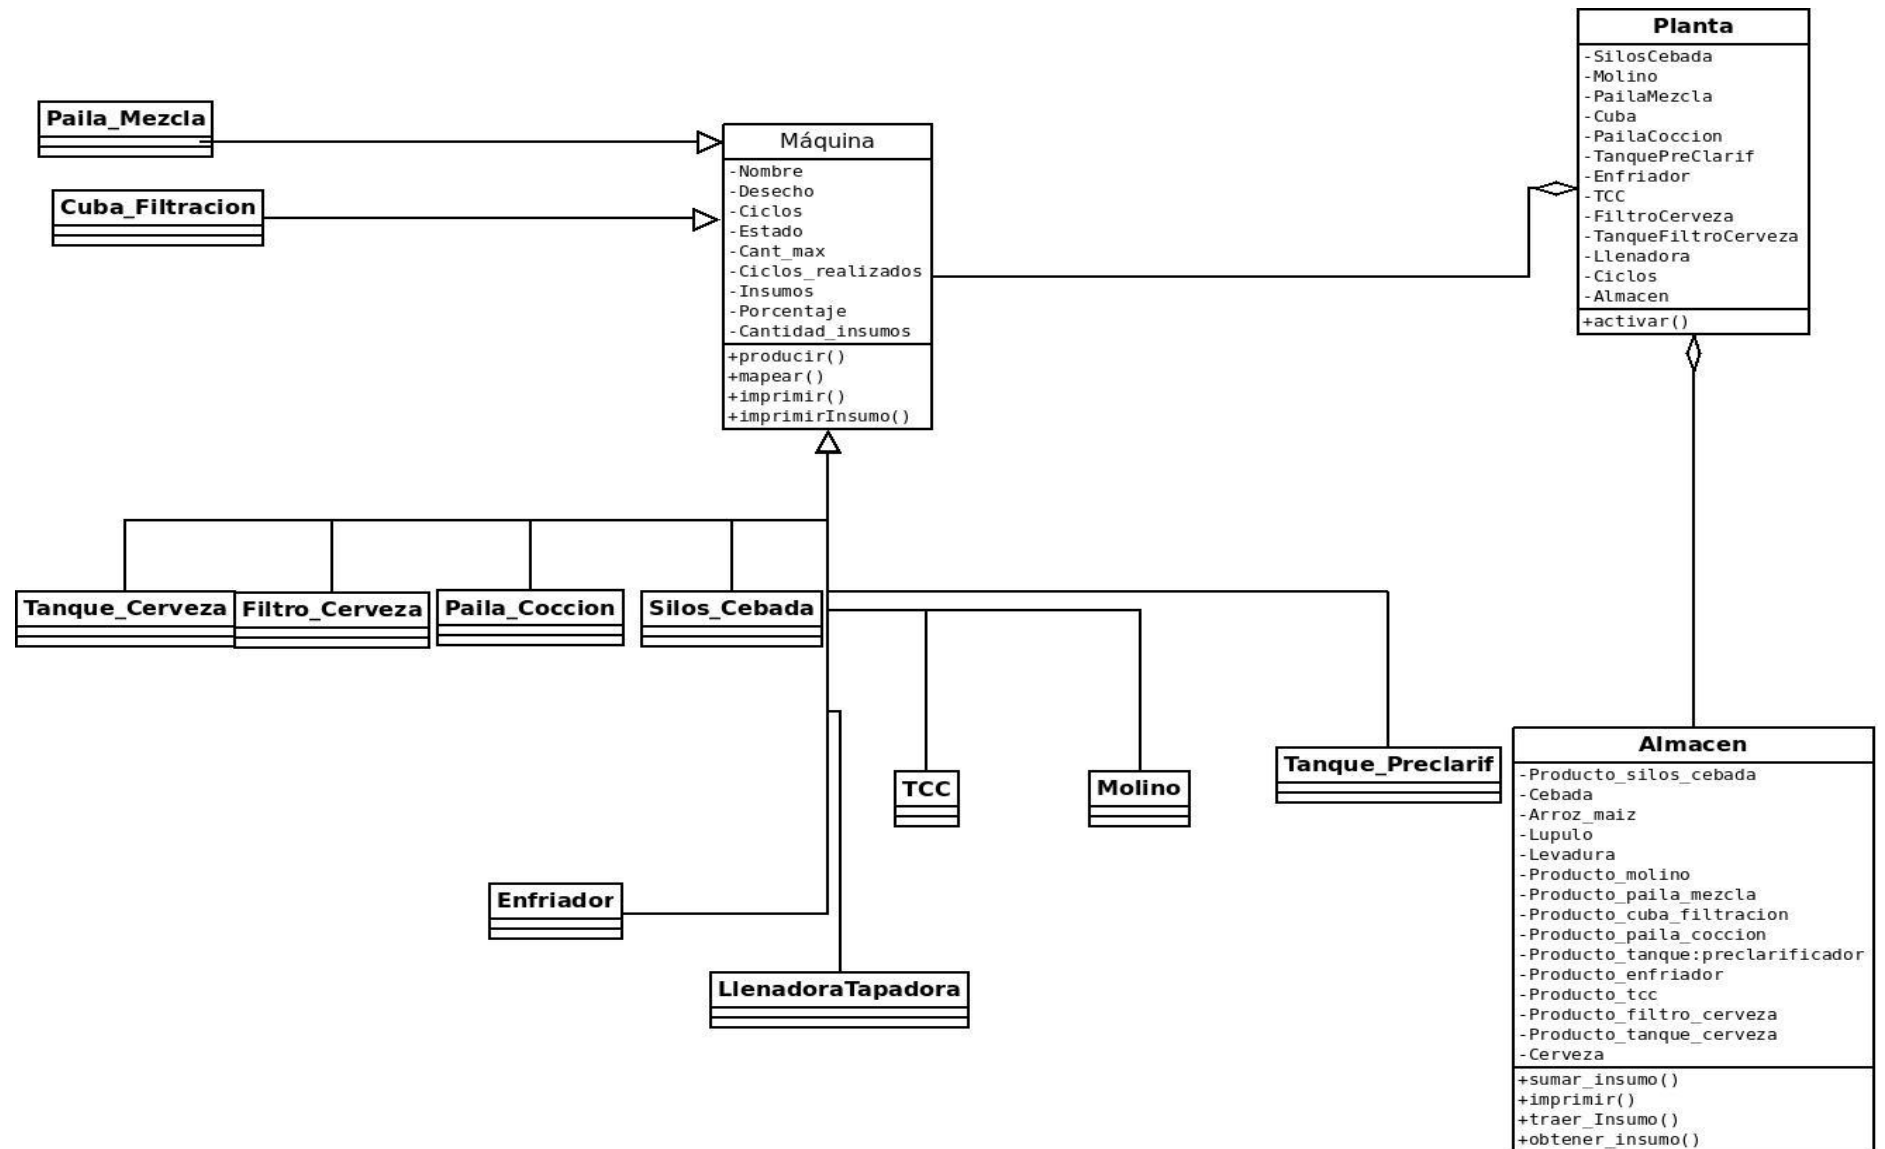 Planta
-SilosCebada
-Molino
-PailaMezcla
-Cuba
-PailaCoccion
-TanquePreClarif
-Enfriador
-TCC
-FiltroCerveza
-TanqueFiltroCerveza
-Llenadora
-Ciclos
-Almacen
+activar()
Paila_Mezcla
Cuba_Filtracion
Máquina
-Nombre
-Desecho
-Ciclos
-Estado
-Cant_max
-Ciclos_realizados
-Insumos
-Porcentaje
-Cantidad_insumos
+producir()
+mapear()
+imprimir()
+imprimirInsumo()
Tanque_Cerveza
Filtro_Cerveza
Paila_Coccion
Silos_Cebada
TCC
Molino
Tanque_Preclarif
Enfriador
LlenadoraTapadora
Almacen
-Producto_silos_cebada
-Cebada
-Arroz_maiz
-Lupulo
-Levadura
-Producto_molino
-Producto_paila_mezcla
-Producto_cuba_filtracion
-Producto_paila_coccion
-Producto_tanque:preclarificador
-Producto_enfriador
-Producto_tcc
-Producto_filtro_cerveza
-Producto_tanque_cerveza
-Cerveza
+sumar_insumo()
+imprimir()
+traer_Insumo()
+obtener_insumo()